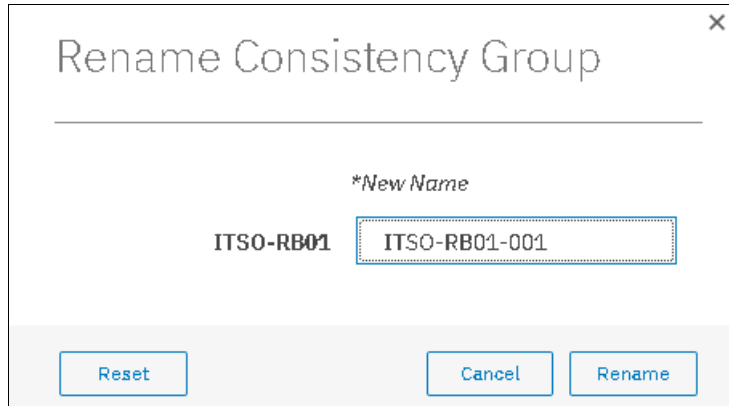 ×
Rename Consistency Group
*New Name
ITSO-RB01 ITSO-RB01-001
Reset Cancel Rename